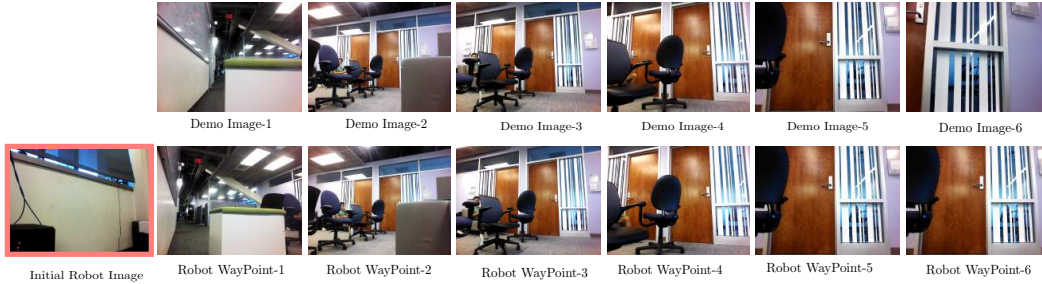 Demo Image-1
Demo Image-2
Demo Image-3
Demo Image-4
Demo Image-5
Demo Image-6
Initial Robot Image
Robot WayPoint-1
Robot WayPoint-2
Robot WayPoint-3
Robot WayPoint-4
Robot WayPoint-5
Robot WayPoint-6